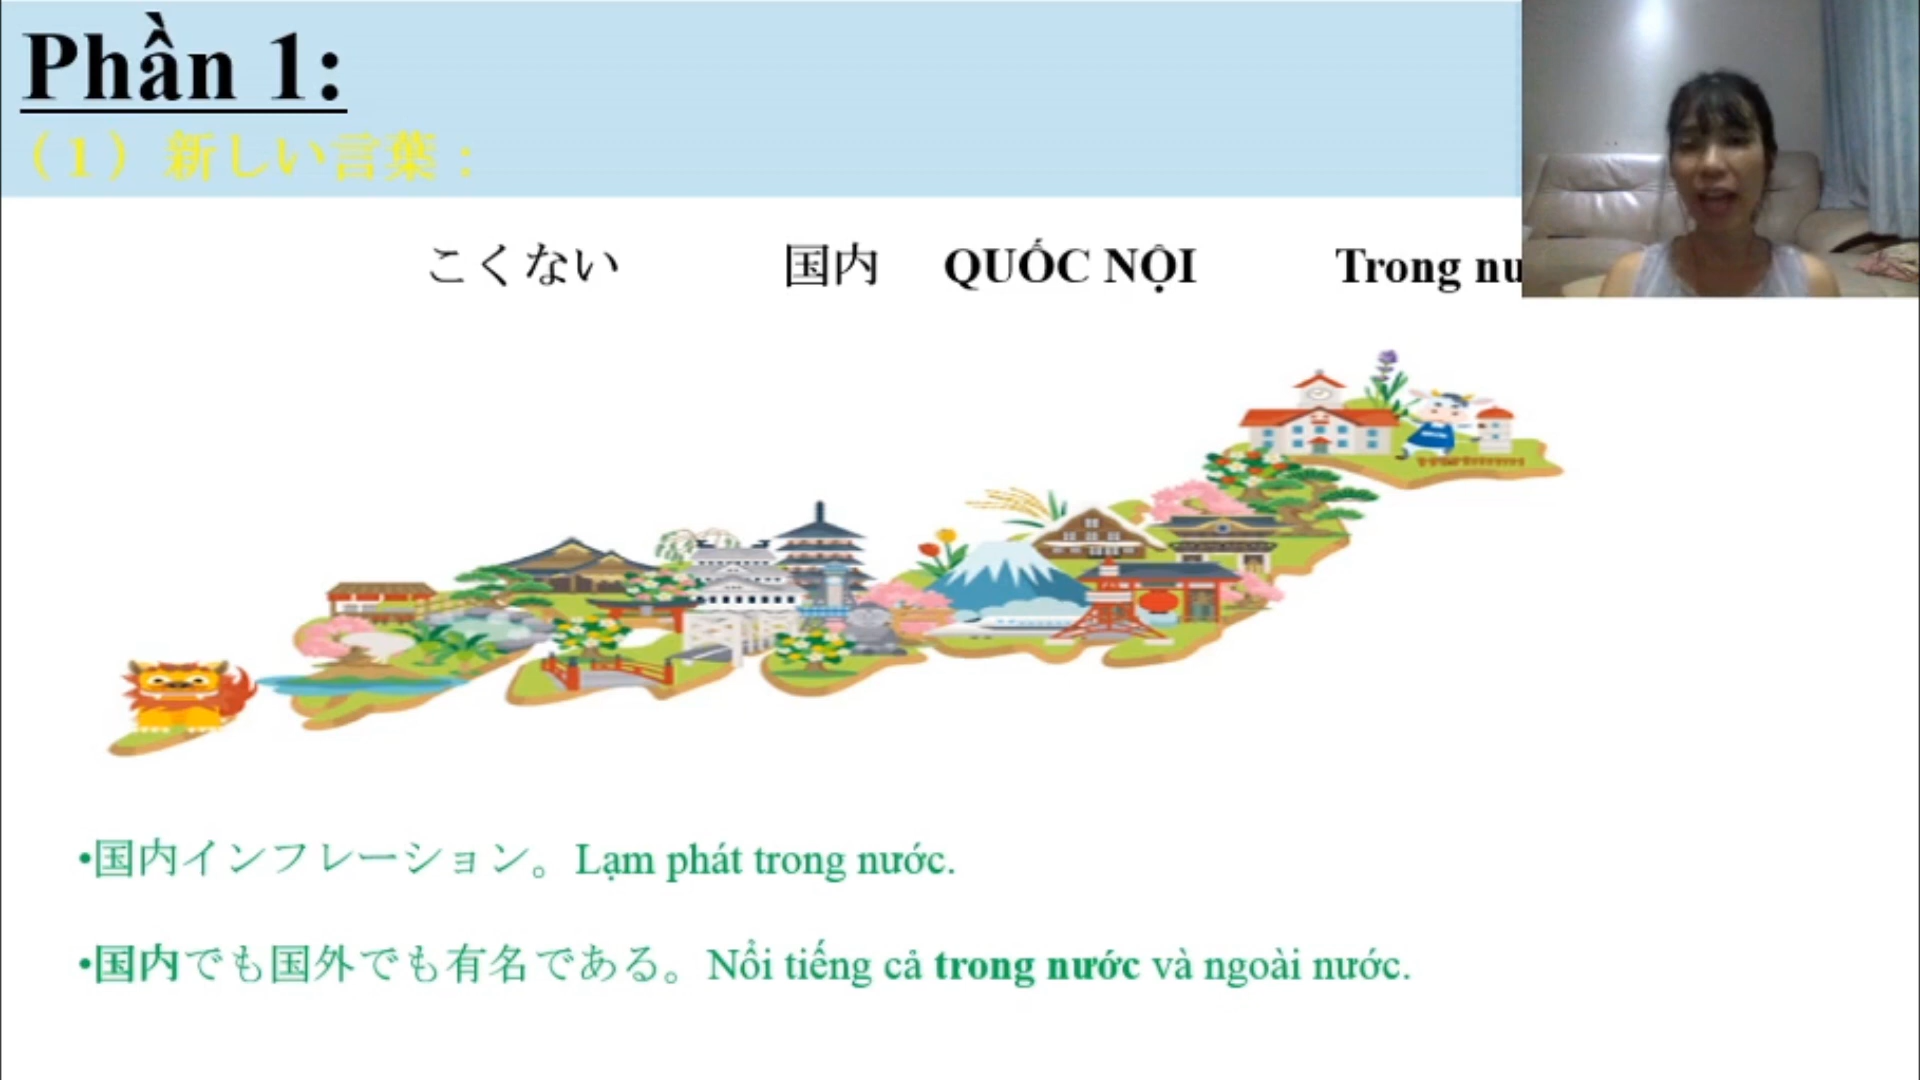 Phần 1:
（1）新しい言葉：
こくない 国内 QUỐC NỘI Trong
•国内インフレーション。Lạm phát trong nước.
•国内でも国外でも有名である。Nổi tiếng cả trong nước và ngoài nước.